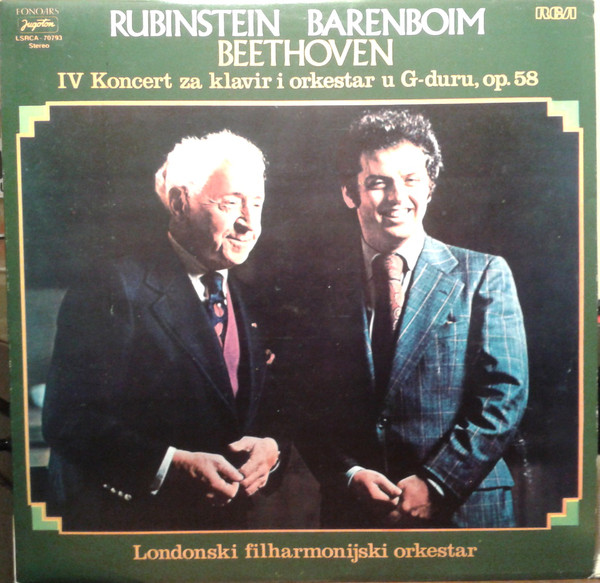 FONOARS
Jugoton
LSRCA - 70793
Stereo
RCA
RUBINSTEIN BARENBOIM
BEETHOVEN
IV Koncert za klavir i orkestar u G-duru, op. 58
Londonski filharmonijski orkestar